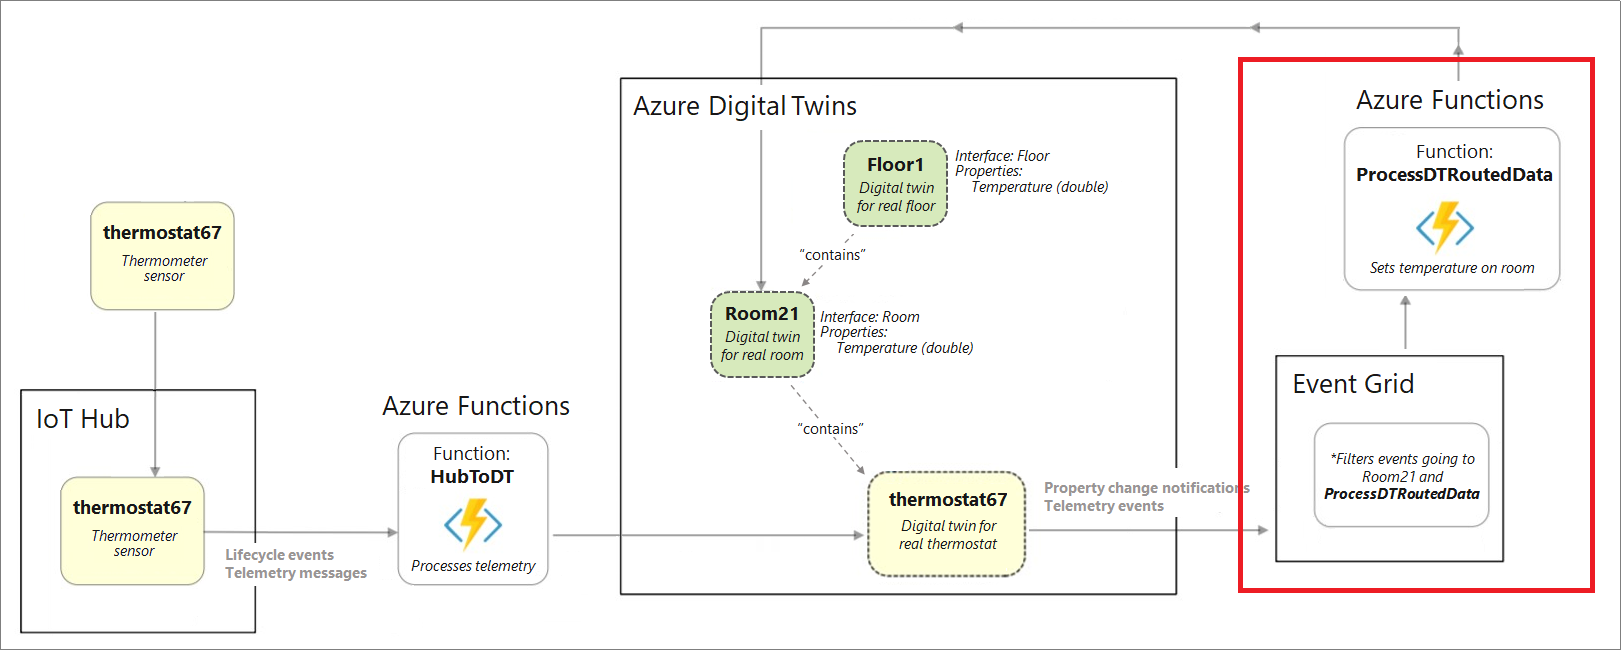 thermostat67
Thermometer
sensor
IoT Hub
thermostat67
Thermometer
sensor
Lifecycle events
Telemetry messages
Azure Functions
Function:
HubToDT
Processes telemetry
Azure Digital Twins
Floor1
Digital twin
for real floor
Interface: Floor
Properties:
Temperature (double)
“contains”
Room21
Digital twin
for real room
Interface: Room
Properties:
Temperature (double)
“contains”
thermostat67
Digital twin for
real thermostat
Property change notifications
Telemetry events
Event Grid
*Filters events going to
Room21 and
ProcessDTRoutedData
Azure Functions
Function:
ProcessDTRoutedData
Sets temperature on room